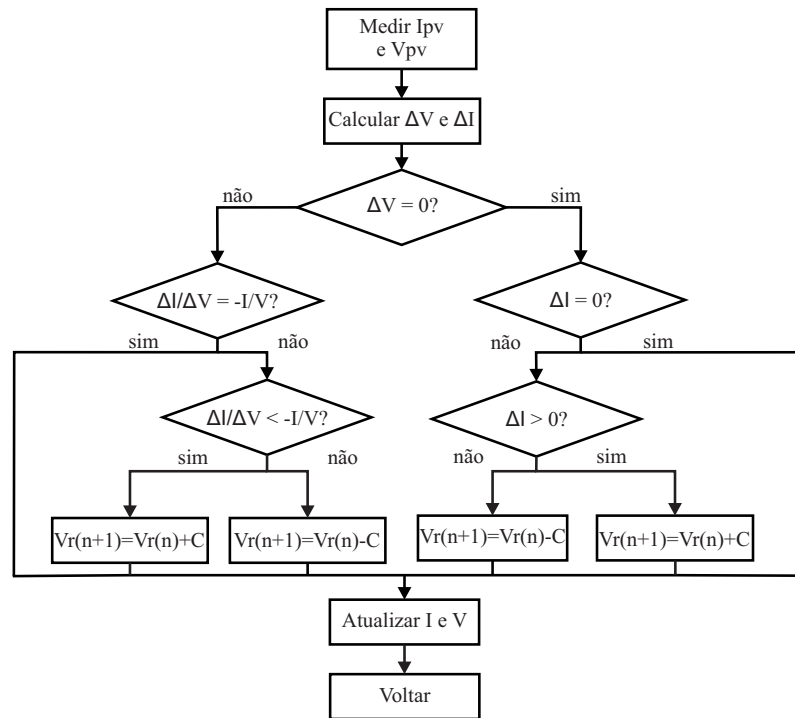 Medir Ipv
e Vpv
Calcular ΔV e ΔI
não
ΔV = 0?
sim
ΔI/ΔV = -I/V?
ΔI = 0?
sim
não
não
sim
ΔI/ΔV < -I/V?
ΔI > 0?
sim
não
não
sim
Vr(n+1)=Vr(n)+C
Vr(n+1)=Vr(n)-C
Vr(n+1)=Vr(n)-C
Vr(n+1)=Vr(n)+C
Atualizar I e V
Voltar